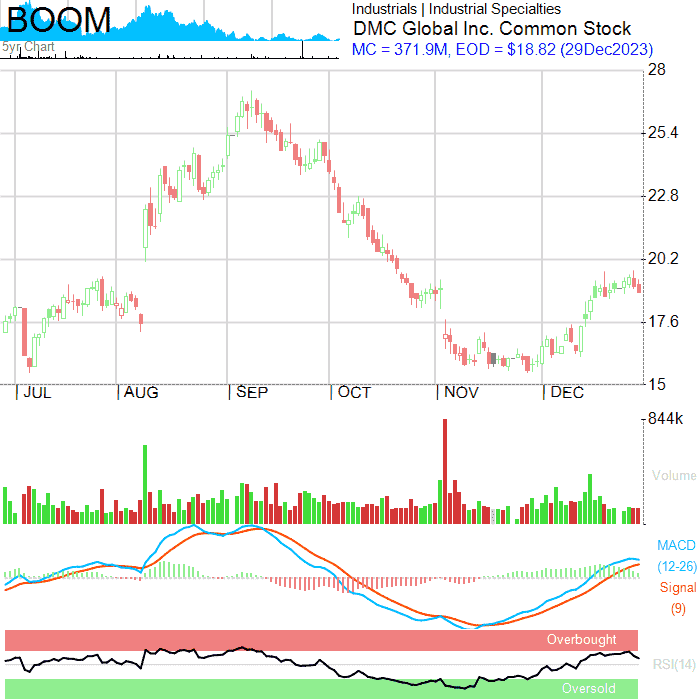 BOOM
5yr Chart
Industrials | Industrial Specialties
DMC Global Inc. Common Stock
MC = 371.9M, EOD = $18.82 (29Dec2023)
28
25.4
22.8
20.2
17.6
15
JUL AUG SEP OCT NOV DEC
844k
Volume
MACD
(12-26)
Signal
(9)
Overbought
RSI(14)
Oversold